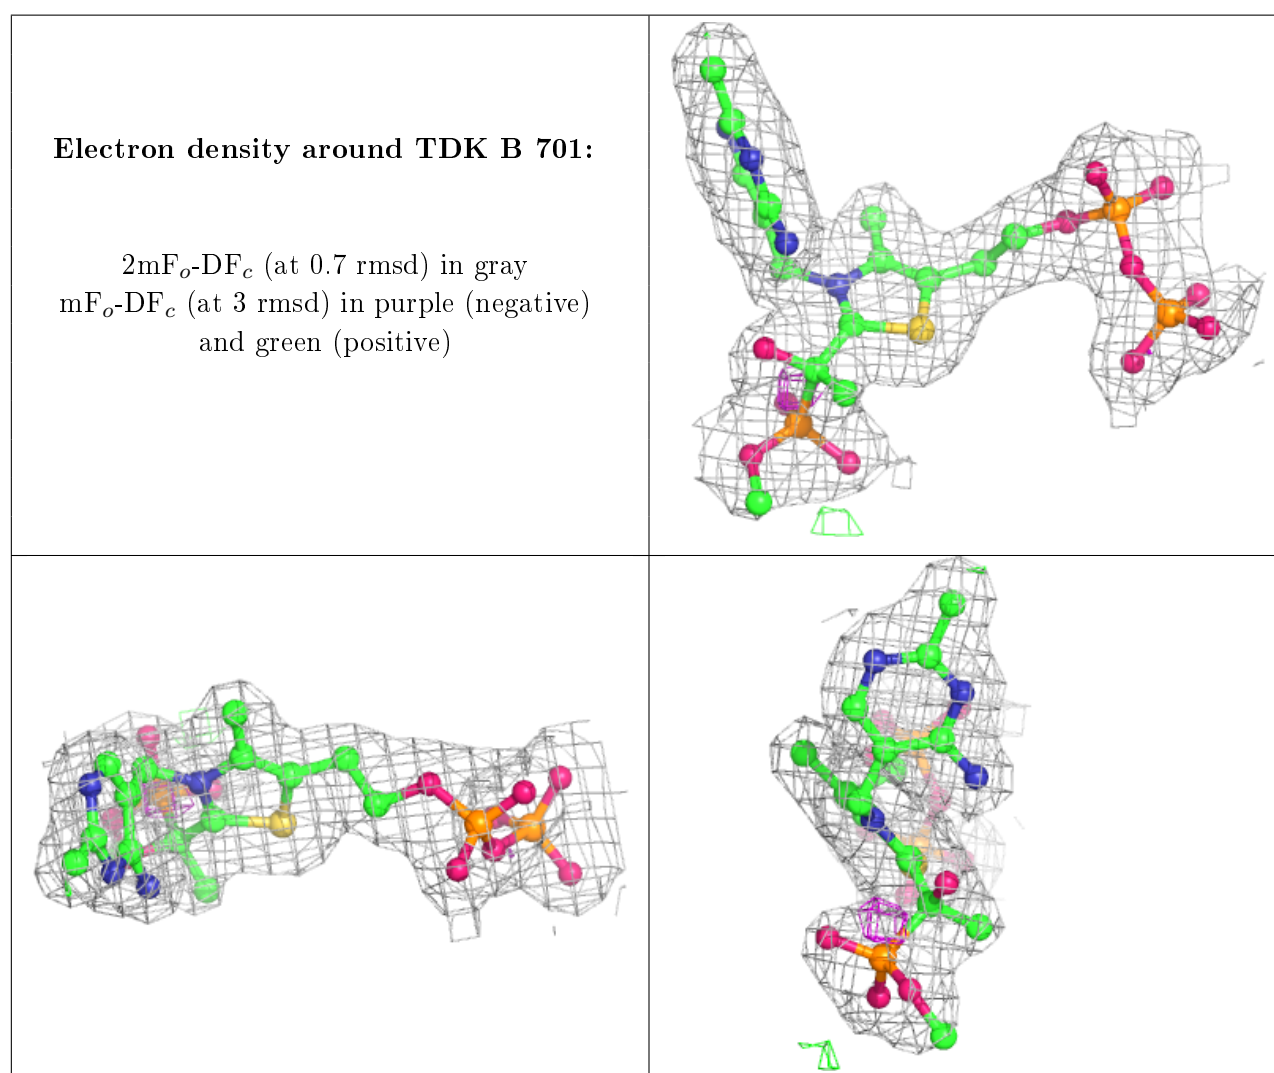 Electron density around TDK B 701:
2mFₒ-DF𝒸 (at 0.7 rmsd) in gray
mFₒ-DF𝒸 (at 3 rmsd) in purple (negative)
and green (positive)